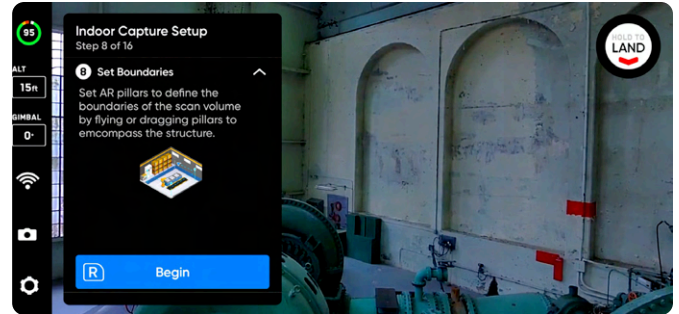 95
ALT
15ft
GIMBAL
0°
Indoor Capture Setup
Step 8 of 16
8 Set Boundaries
Set AR pillars to define the
boundaries of the scan volume
by flying or dragging pillars to
emcompass the structure.
R Begin
HOLD TO
LAND